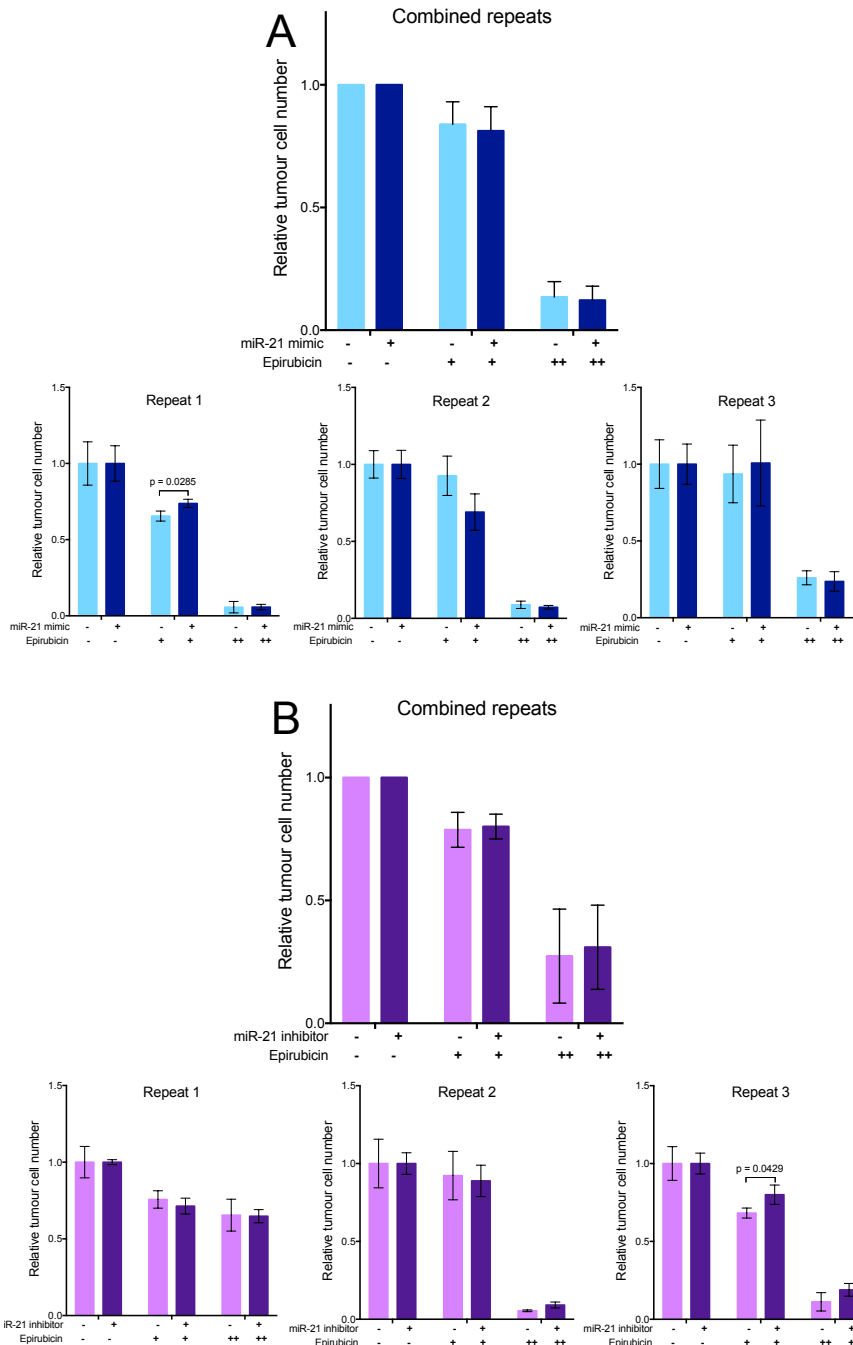 A
Combined repeats
Relative tumour cell number
1.0
0.5
0.0
miR-21 mimic - + - + - +
Epirubicin - - + + ++ ++
Repeat 1
Relative tumour cell number
1.5
1.0
0.5
0.0
p = 0.0285
miR-21 mimic - + - + - +
Epirubicin - - + + ++ ++
Repeat 2
Relative tumour cell number
1.5
1.0
0.5
0.0
miR-21 mimic - + - + - +
Epirubicin - - + + ++ ++
Repeat 3
Relative tumour cell number
1.5
1.0
0.5
0.0
miR-21 mimic - + - + - +
Epirubicin - - + + ++ ++
B
Combined repeats
Relative tumour cell number
1.0
0.5
0.0
miR-21 inhibitor - + - + - +
Epirubicin - - + + ++ ++
Repeat 1
Relative tumour cell number
1.5
1.0
0.5
0.0
iR-21 inhibitor - + - + - +
Epirubicin - - + + ++ ++
Repeat 2
Relative tumour cell number
1.5
1.0
0.5
0.0
miR-21 inhibitor - + - + - +
Epirubicin - - + + ++ ++
Repeat 3
Relative tumour cell number
1.5
1.0
0.5
0.0
p = 0.0429
miR-21 inhibitor - + - + - +
Epirubicin - - + + ++ +